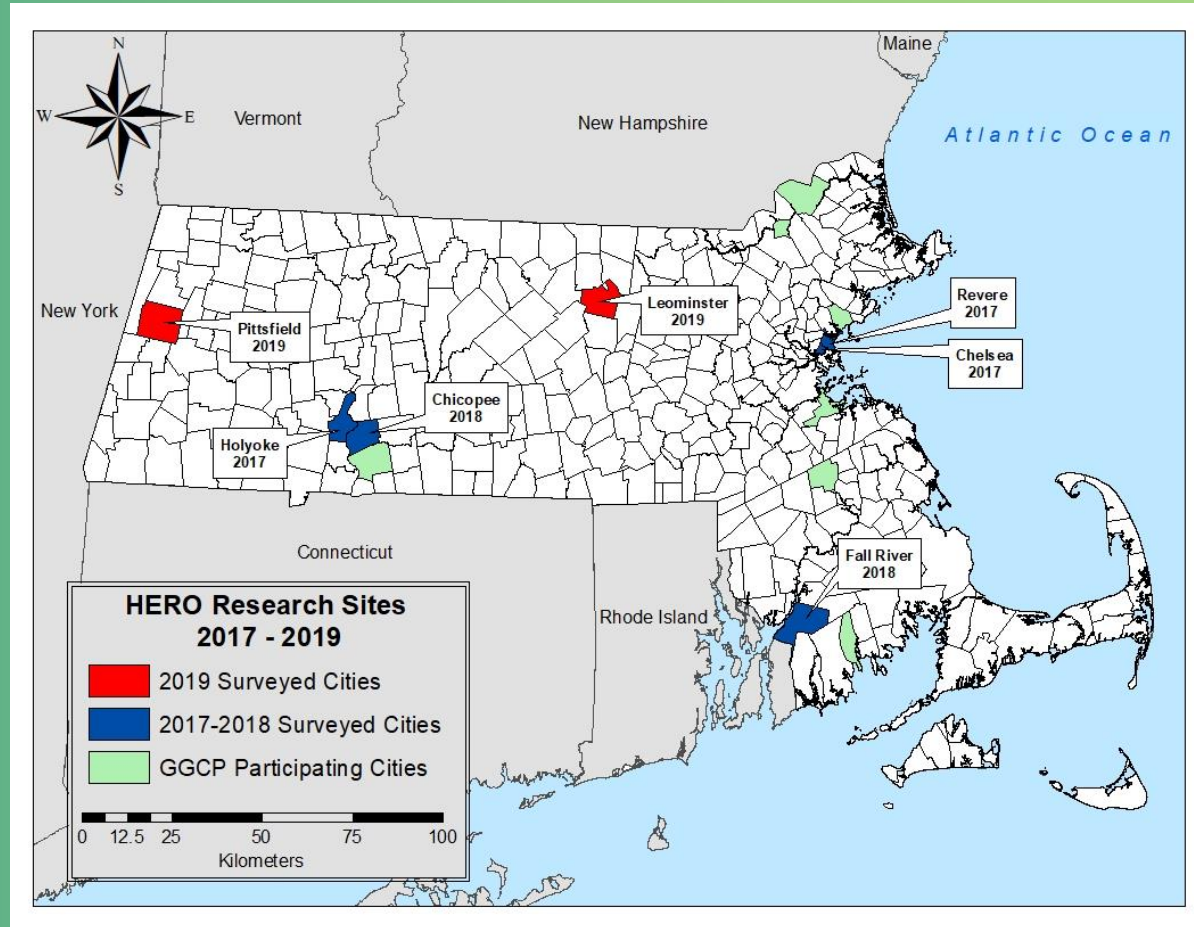 Maine
N
W
E
S
Vermont
New Hampshire
Atlantic Ocean
New York
Pittsfield
2019
Leominster
2019
Revere
2017
Chelsea
2017
Chicopee
2018
Holyoke
2017
Connecticut
Rhode Island
Fall River
2018
HERO Research Sites
2017 - 2019
2019 Surveyed Cities
2017-2018 Surveyed Cities
GGCP Participating Cities
0 12.5 25 50 75 100
Kilometers